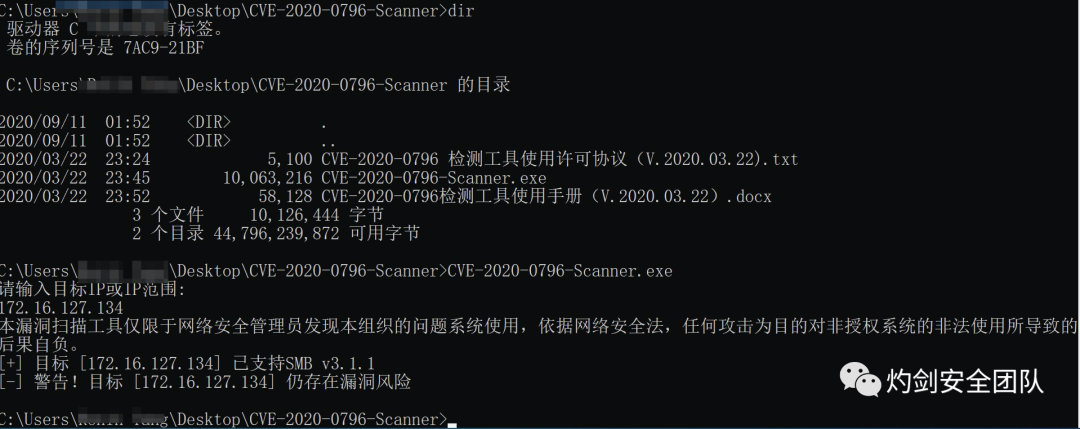 C:\Users\ \Desktop\CVE-2020-0796-Scanner>dir
驱动器 C 有标签。
卷的序列号是 7AC9-21BF
C:\Users\ \Desktop\CVE-2020-0796-Scanner 的目录
2020/09/11 01:52 <DIR> .
2020/09/11 01:52 <DIR> ..
2020/03/22 23:24 5,100 CVE-2020-0796 检测工具使用许可协议（V.2020.03.22).txt
2020/03/22 23:45 10,063,216 CVE-2020-0796-Scanner.exe
2020/03/22 23:52 58,128 CVE-2020-0796检测工具使用手册（V.2020.03.22）.docx
3 个文件 10,126,444 字节
2 个目录 44,796,239,872 可用字节
C:\Users\ \Desktop\CVE-2020-0796-Scanner>CVE-2020-0796-Scanner.exe
请输入目标IP或IP范围:
172.16.127.134
本漏洞扫描工具仅限于网络安全管理员发现本组织的问题系统使用，依据网络安全法，任何攻击为目的对非授权系统的非法使用所导致的
后果自负。
[+] 目标 [172.16.127.134] 已支持SMB v3.1.1
[-] 警告！目标 [172.16.127.134] 仍存在漏洞风险
灼剑安全团队
C:\Users\ \Desktop\CVE-2020-0796-Scanner>